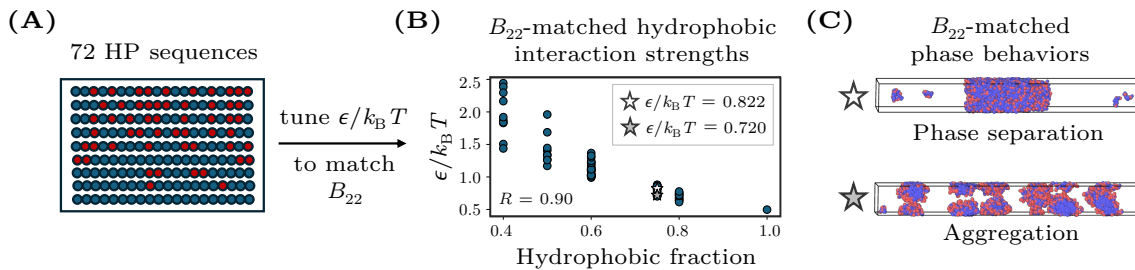 (A)
72 HP sequences
tune ϵ/k_B T
to match
B_22
(B)
B_22-matched hydrophobic
interaction strengths
ϵ/k_B T
2.5
2.0
1.5
1.0
0.5
ϵ/k_B T = 0.822
ϵ/k_B T = 0.720
R = 0.90
0.4
0.6
0.8
1.0
Hydrophobic fraction
(C)
B_22-matched
phase behaviors
Phase separation
Aggregation